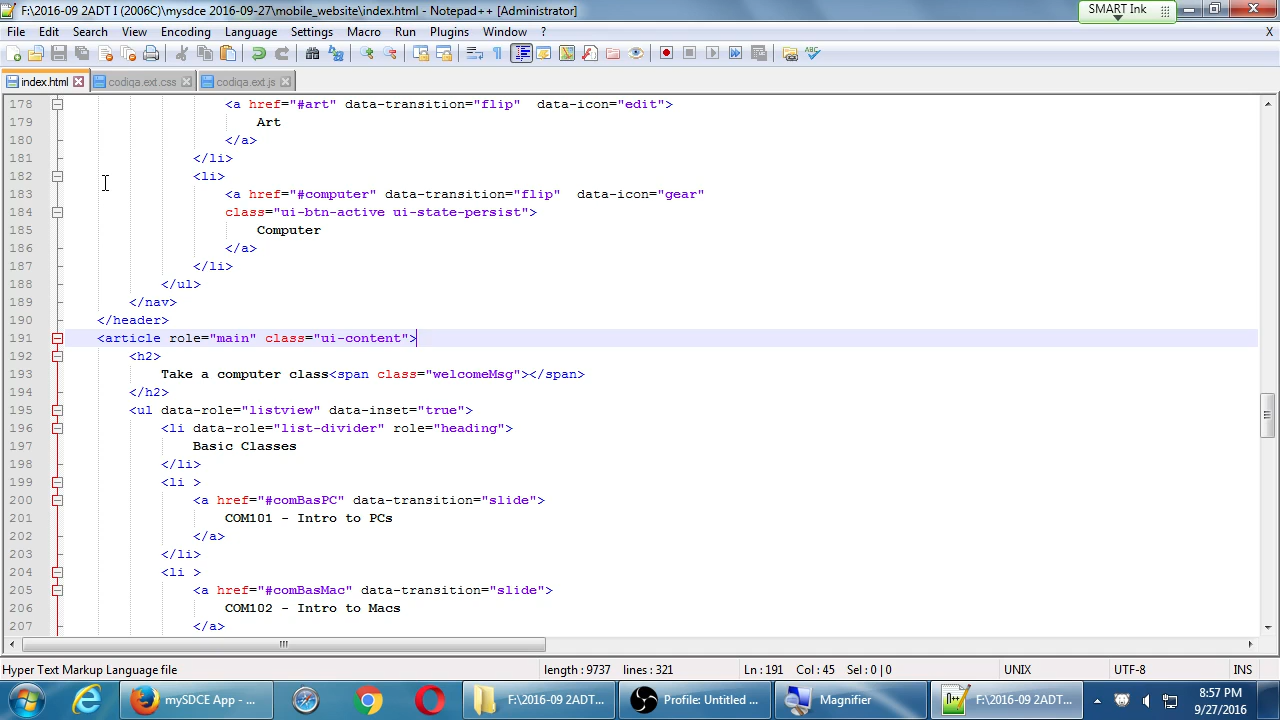 F:\2016-09 2ADT I (2006C)\mysdce 2016-09-27\mobile_website\index.html - Notepad++ [Administrator]
SMART Ink
File Edit Search View Encoding Language Settings Macro Run Plugins Window ? X
index.html codiqa.ext.css codiqa.ext.js
178 <a href="#art" data-transition="flip"  data-icon="edit">
179 Art
180 </a>
181 </li>
182 <li>
183 <a href="#computer" data-transition="flip"  data-icon="gear"
184 class="ui-btn-active ui-state-persist">
185 Computer
186 </a>
187 </li>
188 </ul>
189 </nav>
190 </header>
191 <article role="main" class="ui-content">
192 <h2>
193 Take a computer class<span class="welcomeMsg"></span>
194 </h2>
195 <ul data-role="listview" data-inset="true">
196 <li data-role="list-divider" role="heading">
197 Basic Classes
198 </li>
199 <li >
200 <a href="#comBasPC" data-transition="slide">
201 COM101 - Intro to PCs
202 </a>
203 </li>
204 <li >
205 <a href="#comBasMac" data-transition="slide">
206 COM102 - Intro to Macs
207 </a>
Hyper Text Markup Language file length : 9737 lines : 321 Ln : 191 Col : 45 Sel : 0 | 0 UNIX UTF-8 INS
mySDCE App - ... F:\2016-09 2ADT... Profile: Untitled ... Magnifier F:\2016-09 2ADT... 8:57 PM
9/27/2016